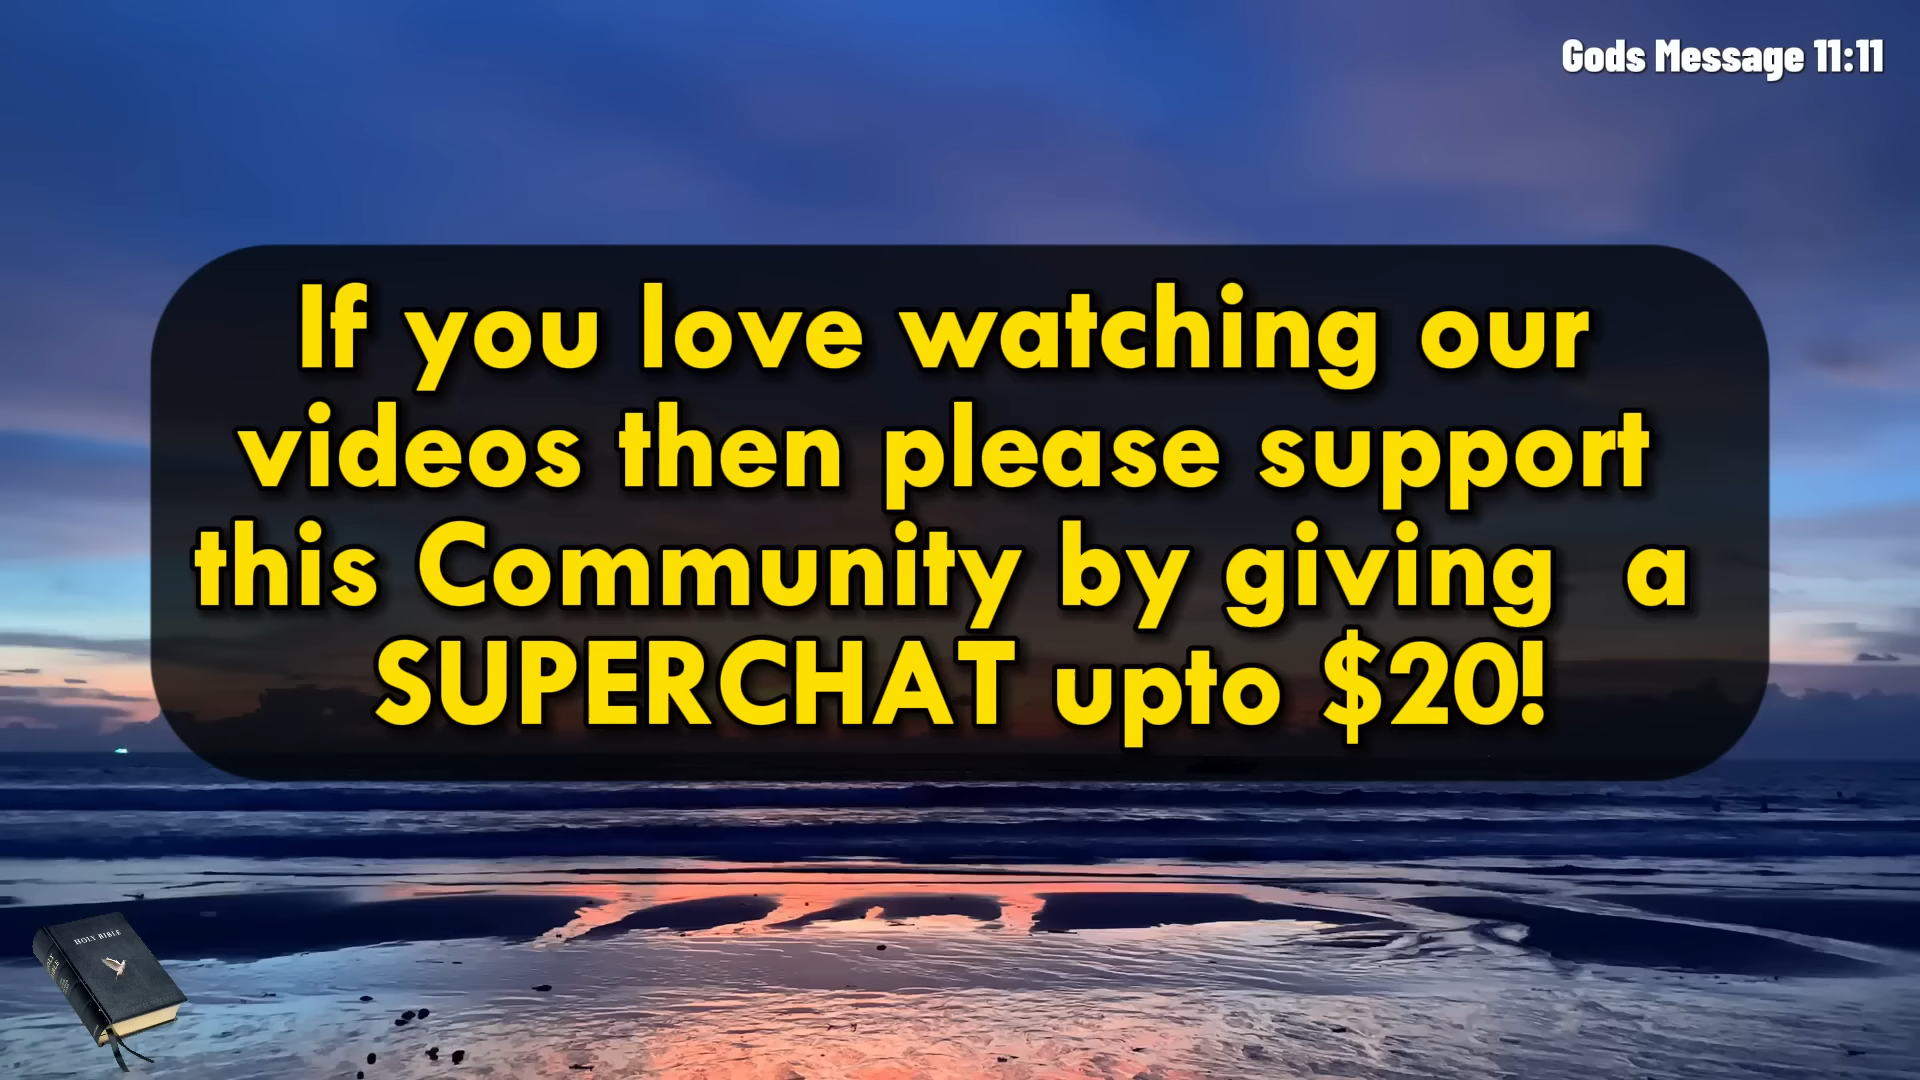 Gods Message 11:11
If you love watching our
videos then please support
this Community by giving a
SUPERCHAT upto $20!
HOLY BIBLE